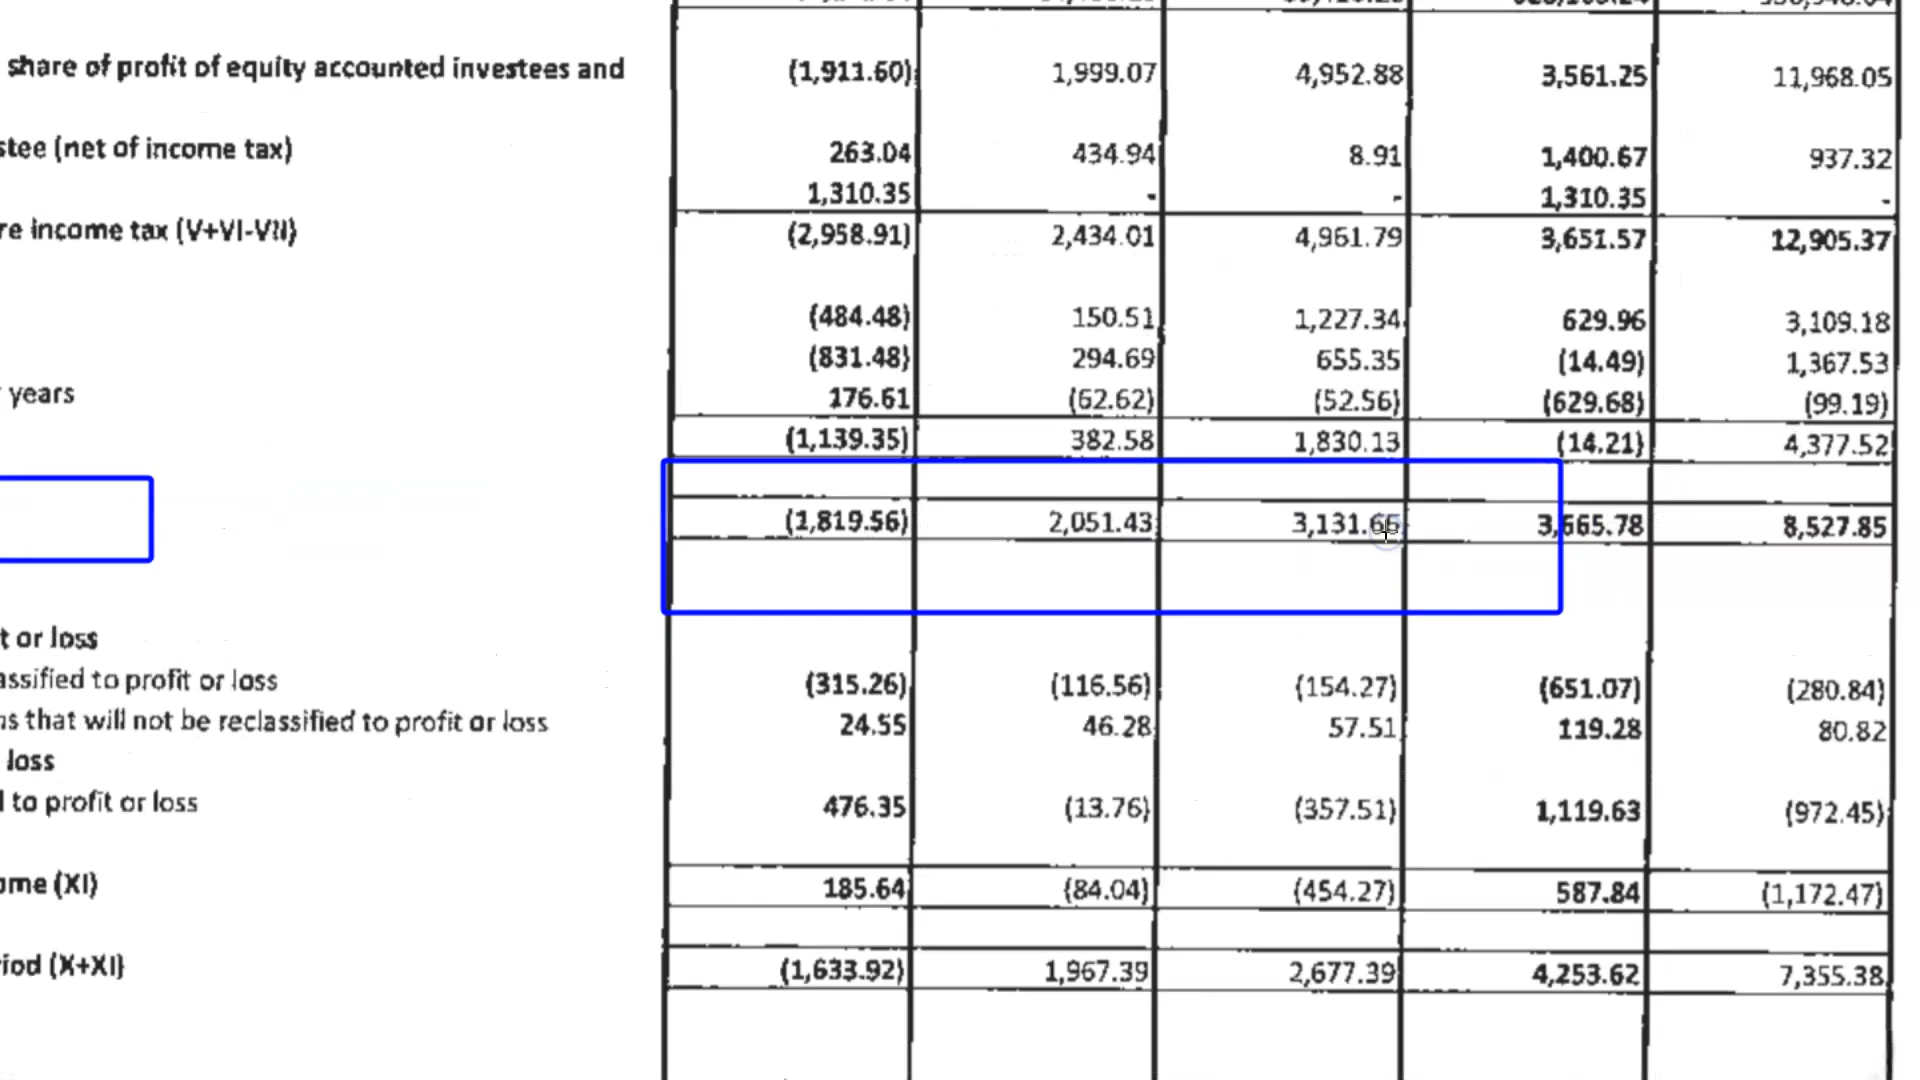 share of profit of equity accounted investees and (1,911.60) 1,999.07 4,952.88 3,561.25 11,968.05
stee (net of income tax) 263.04 434.94 8.91 1,400.67 937.32
1,310.35 - - 1,310.35 -
re income tax (V+VI-VII) (2,958.91) 2,434.01 4,961.79 3,651.57 12,905.37
(484.48) 150.51 1,227.34 629.96 3,109.18
(831.48) 294.69 655.35 (14.49) 1,367.53
years 176.61 (62.62) (52.56) (629.68) (99.19)
(1,139.35) 382.58 1,830.13 (14.21) 4,377.52
(1,819.56) 2,051.43 3,131.66 3,665.78 8,527.85
t or loss
assified to profit or loss (315.26) (116.56) (154.27) (651.07) (280.84)
ns that will not be reclassified to profit or loss 24.55 46.28 57.51 119.28 80.82
loss
l to profit or loss 476.35 (13.76) (357.51) 1,119.63 (972.45)
ome (XI) 185.64 (84.04) (454.27) 587.84 (1,172.47)
riod (X+XI) (1,633.92) 1,967.39 2,677.39 4,253.62 7,355.38